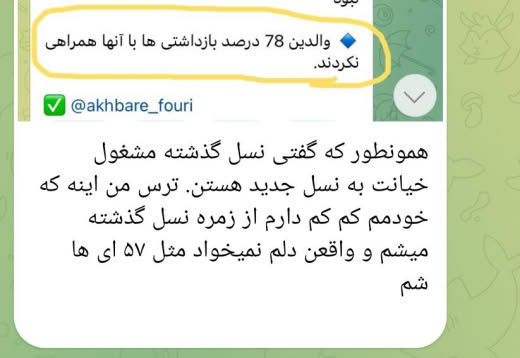 والدین 78 درصد بازداشتی ها با آنها همراهی
نکردند.
@akhbare_fouri
همونطور که گفتی نسل گذشته مشغول
خیانت به نسل جدید هستن. ترس من اینه که
خودمم کم کم دارم از زمره نسل گذشته
میشم و واقعن دلم نمیخواد مثل ۵۷ ای ها
شم